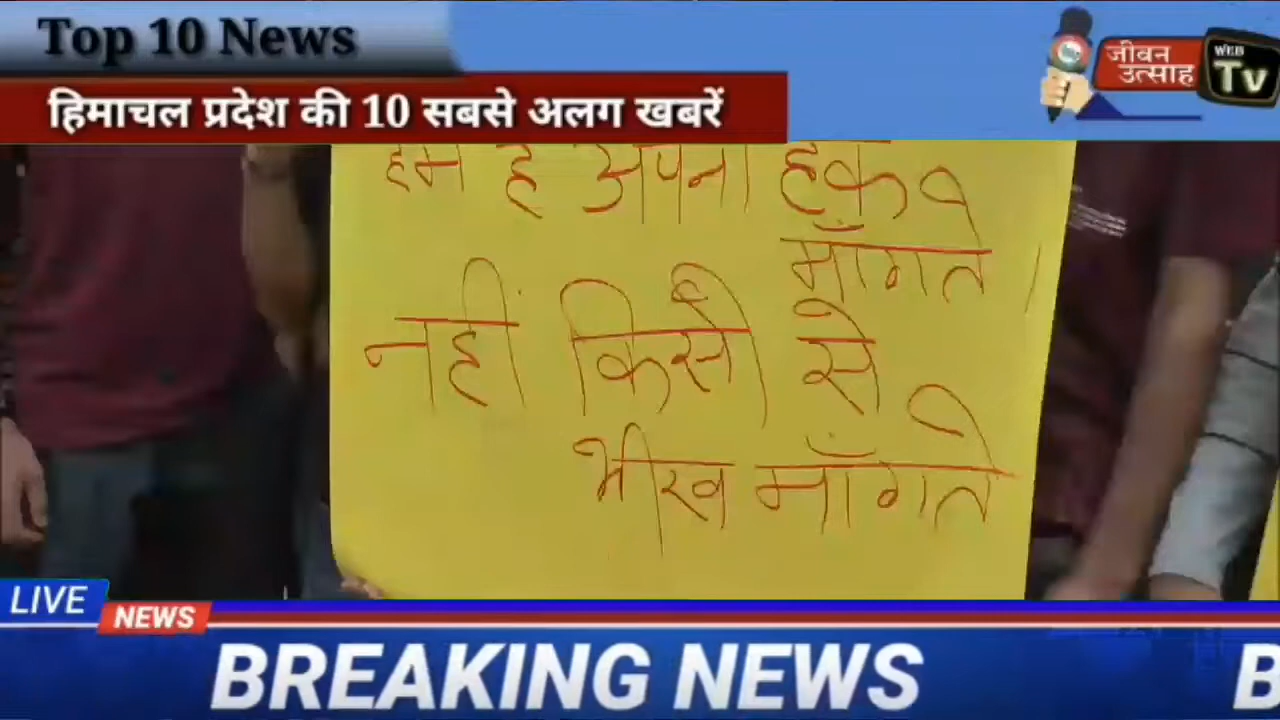 Top 10 News
हिमाचल प्रदेश की 10 सबसे अलग खबरें
जीवन
उत्साह
WEB
TV
हम है अपना हक
माँगते ।
नहीं किसी से
भीख माँगते
LIVE
NEWS
BREAKING NEWS
B